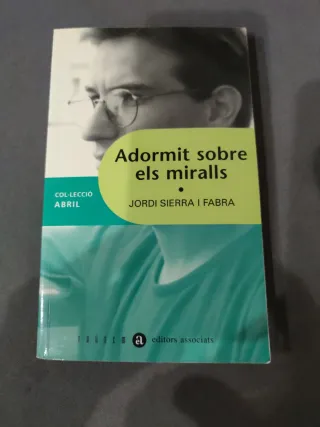 Adormit sobre
els miralls
JORDI SIERRA I FABRA
COL·LECCIÓ
ABRIL
a editors associats